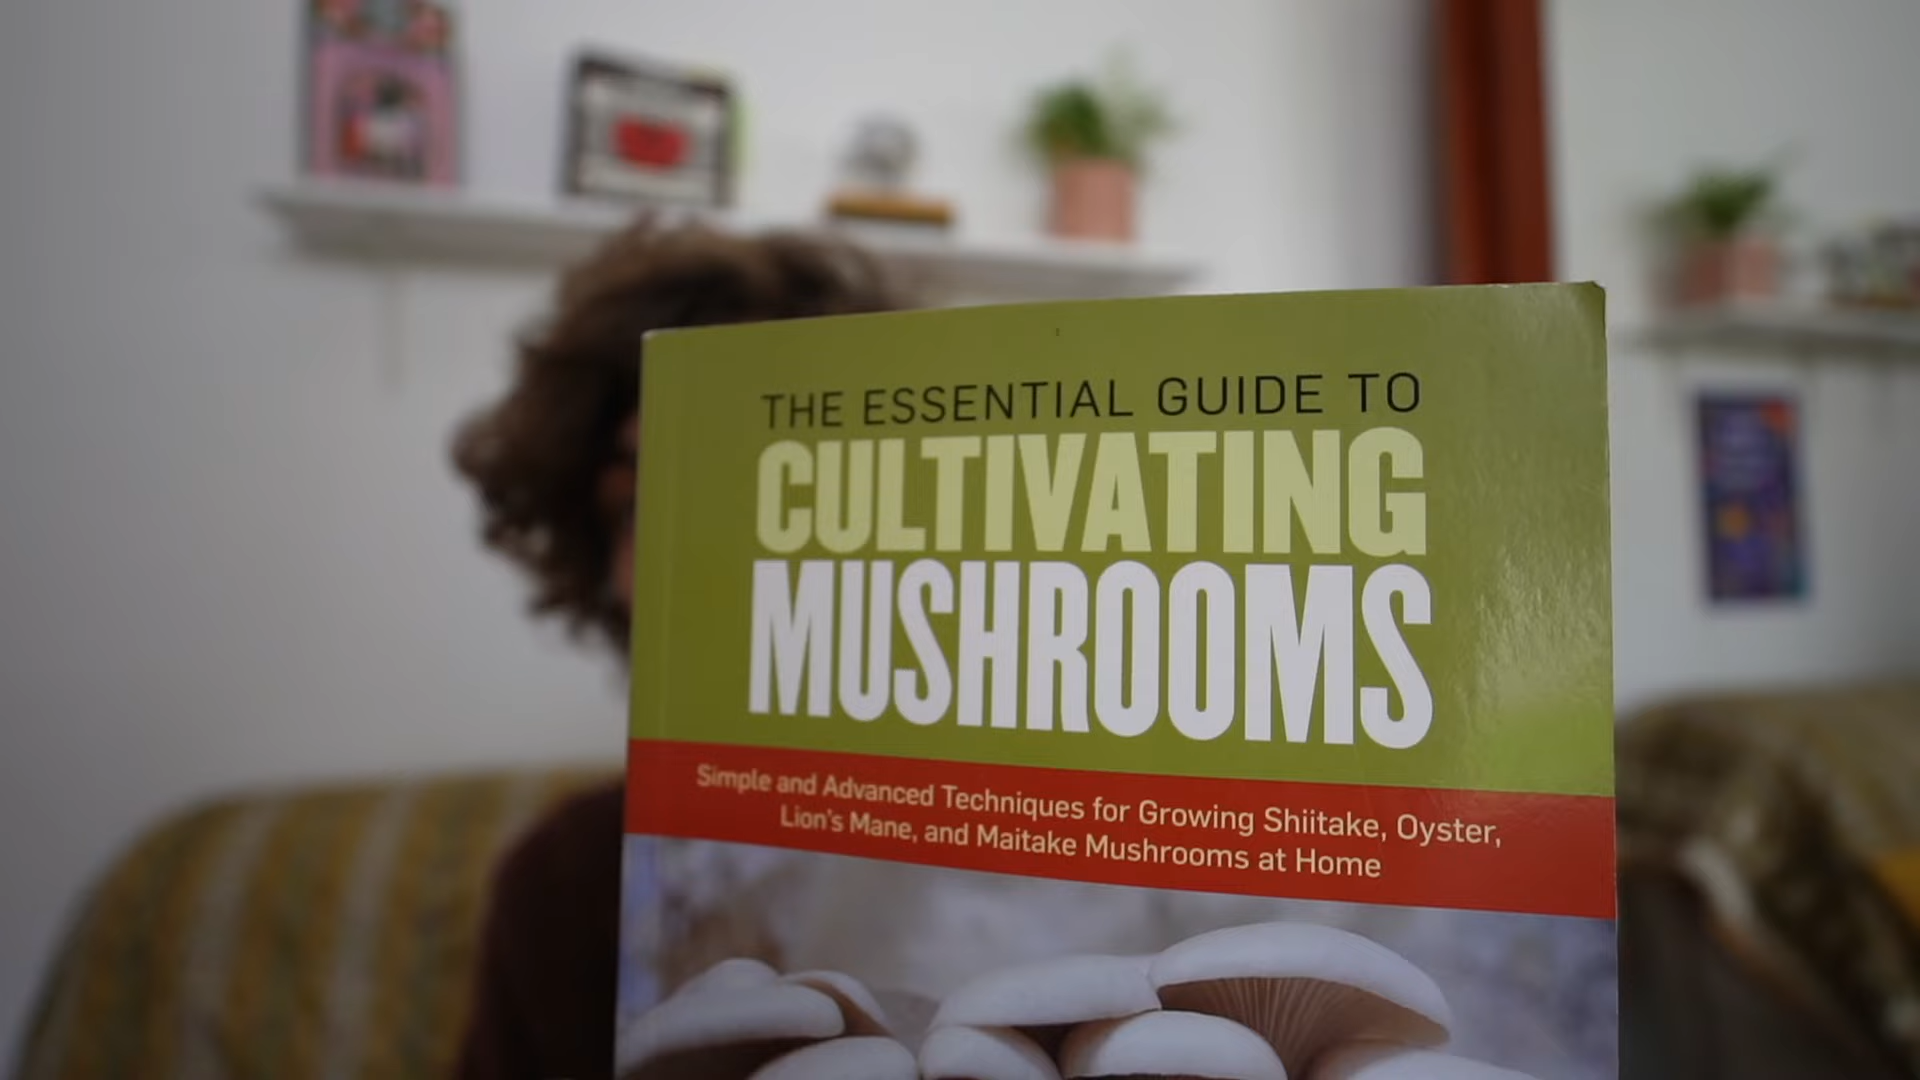 THE ESSENTIAL GUIDE TO
CULTIVATING
MUSHROOMS
Simple and Advanced Techniques for Growing Shiitake, Oyster,
Lion's Mane, and Maitake Mushrooms at Home